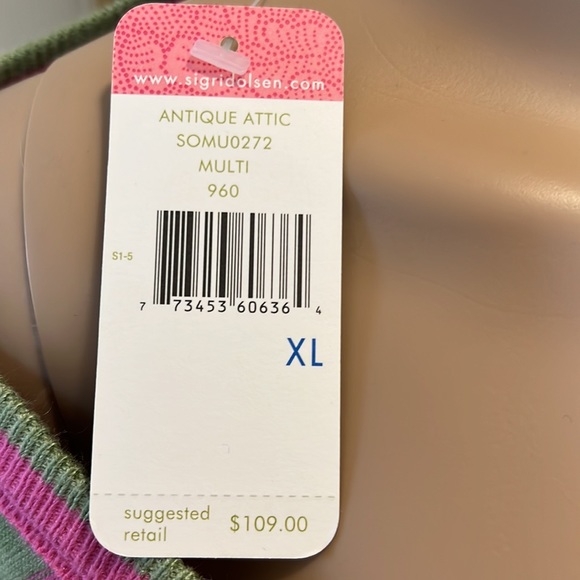 www.sigridolsen.com
ANTIQUE ATTIC
SOMU0272
MULTI
960
S1-5
7 73453 60636 4
XL
suggested
retail $109.00